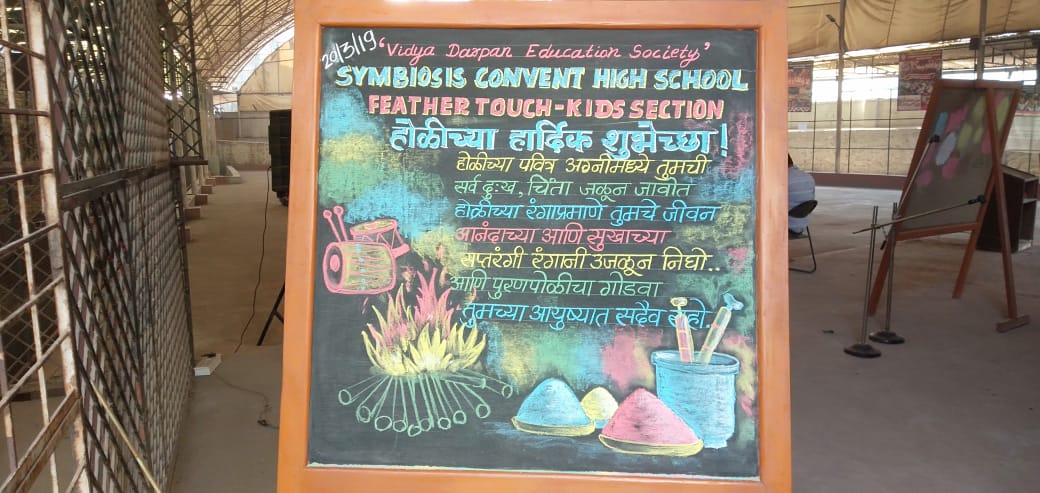 20/3/19
'Vidya Darpan Education Society'
SYMBIOSIS CONVENT HIGH SCHOOL
FEATHER TOUCH-KIDS SECTION
होळीच्या हार्दिक शुभेच्छा!
होळीच्या पवित्र अग्नीमध्ये तुमची
सर्व दुःख, चिंता जळून जावोत
होळीच्या रंगाप्रमाणे तुमचे जीवन
आनंदाच्या आणि सुखाच्या
सप्तरंगी रंगानी उजळून निघो..
आणि पुरणपोळीचा गोडवा
तुमच्या आयुष्यात सदैव राहो.